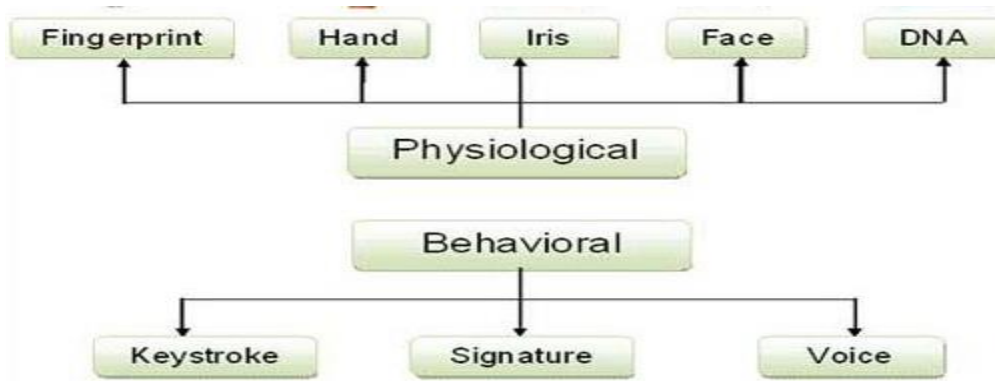 Fingerprint Hand Iris Face DNA
Physiological
Behavioral
Keystroke Signature Voice